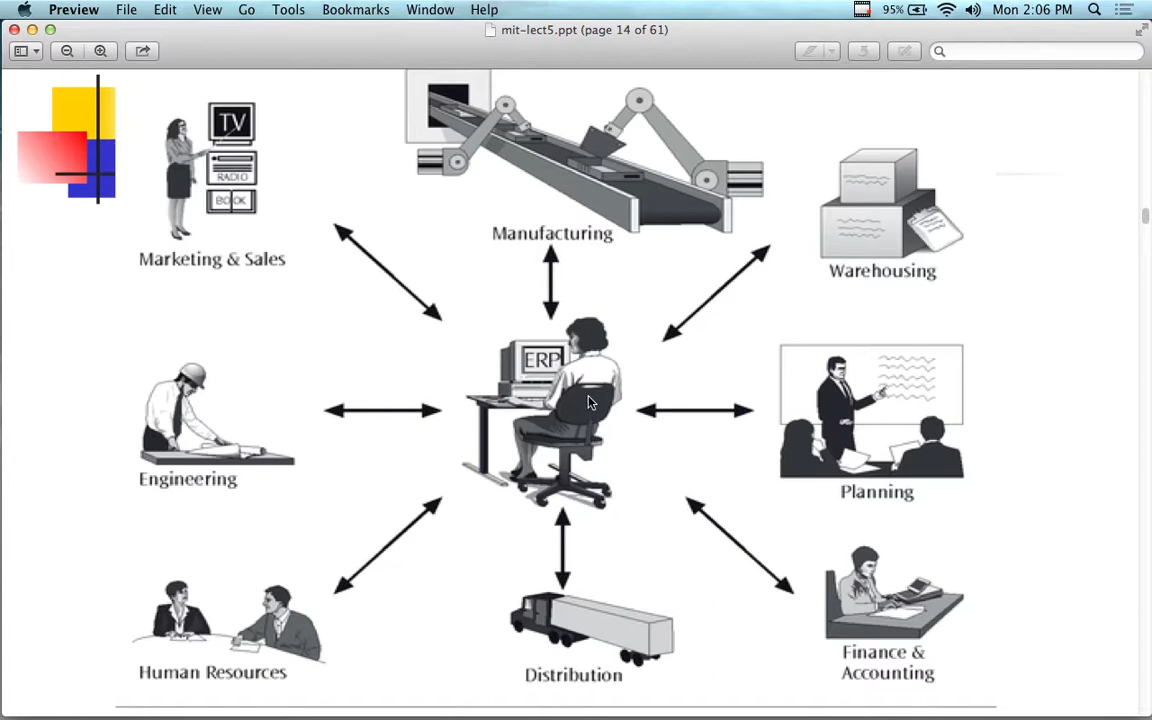 Preview File Edit View Go Tools Bookmarks Window Help 95% Mon 2:06 PM
mit-lect5.ppt (page 14 of 61)
TV
RADIO
BOOK
Manufacturing
Marketing & Sales
Warehousing
ERP
Engineering
Planning
Human Resources
Distribution
Finance &
Accounting